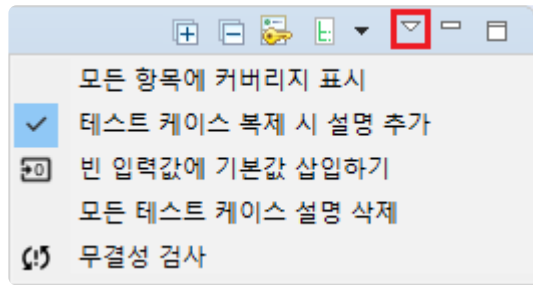 모든 항목에 커버리지 표시
테스트 케이스 복제 시 설명 추가
빈 입력값에 기본값 삽입하기
모든 테스트 케이스 설명 삭제
무결성 검사